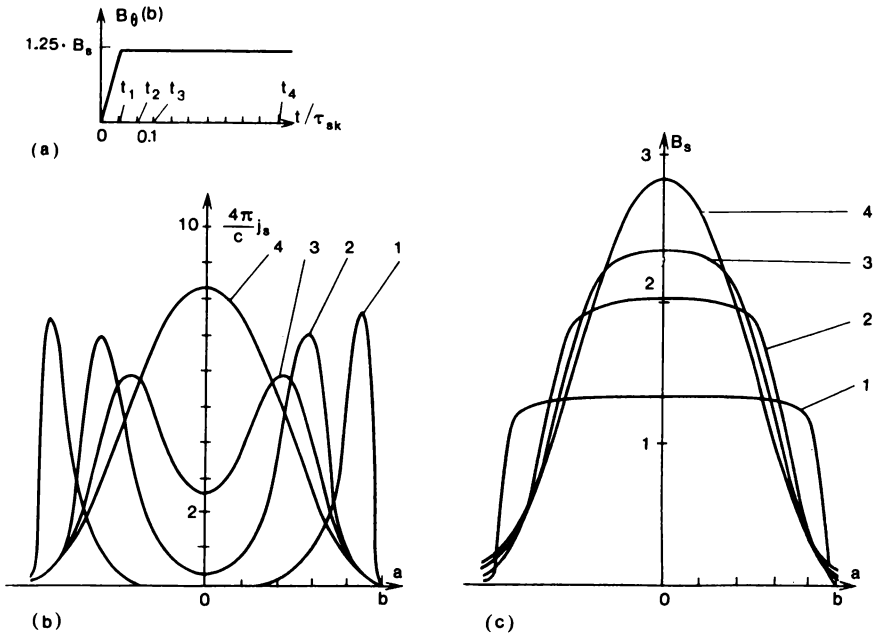 B_θ(b)
1.25·B_s
t_1 t_2 t_3 t_4
t/τ_sk
0 0.1
(a)
10
4π/c j_s
4 3 2 1
2
0
b
a
(b)
B_s
3
4
3
2
2
1
1
0
b
a
(c)